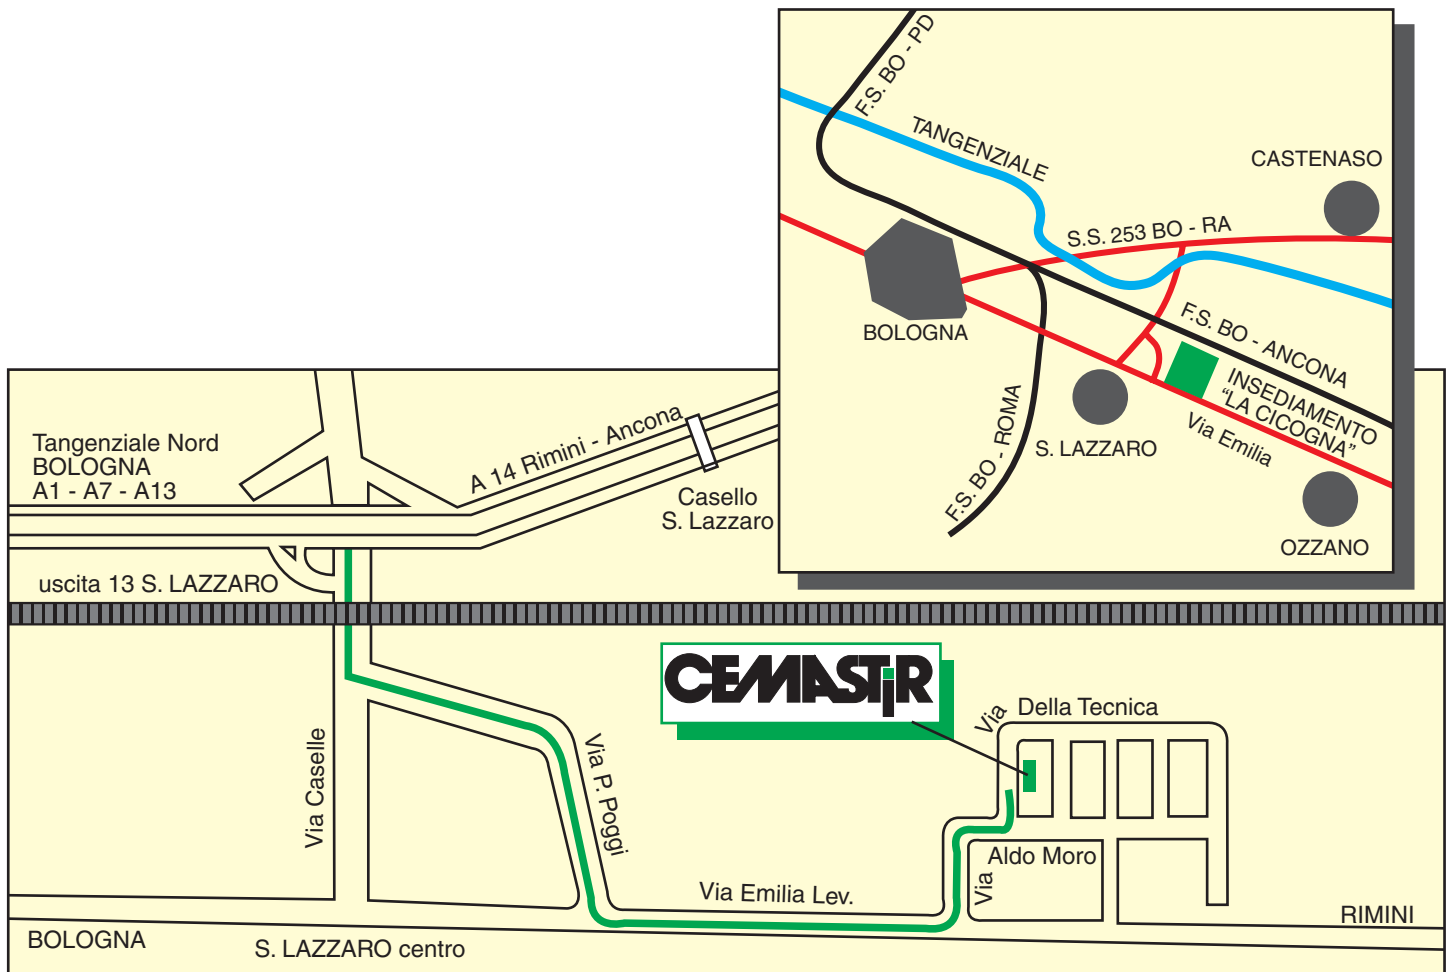 F.S. BO - PD
TANGENZIALE
CASTENASO
S.S. 253 BO - RA
BOLOGNA
F.S. BO - ANCONA
INSEDIAMENTO
“LA CICOGNA”
Via Emilia
S. LAZZARO
F.S. BO - ROMA
OZZANO
Tangenziale Nord
BOLOGNA
A1 - A7 - A13
A 14 Rimini - Ancona
Casello
S. Lazzaro
uscita 13 S. LAZZARO
CEMASTiR
Via Della Tecnica
Via Caselle
Via P. Poggi
Via Aldo Moro
Via Emilia Lev.
RIMINI
BOLOGNA
S. LAZZARO centro